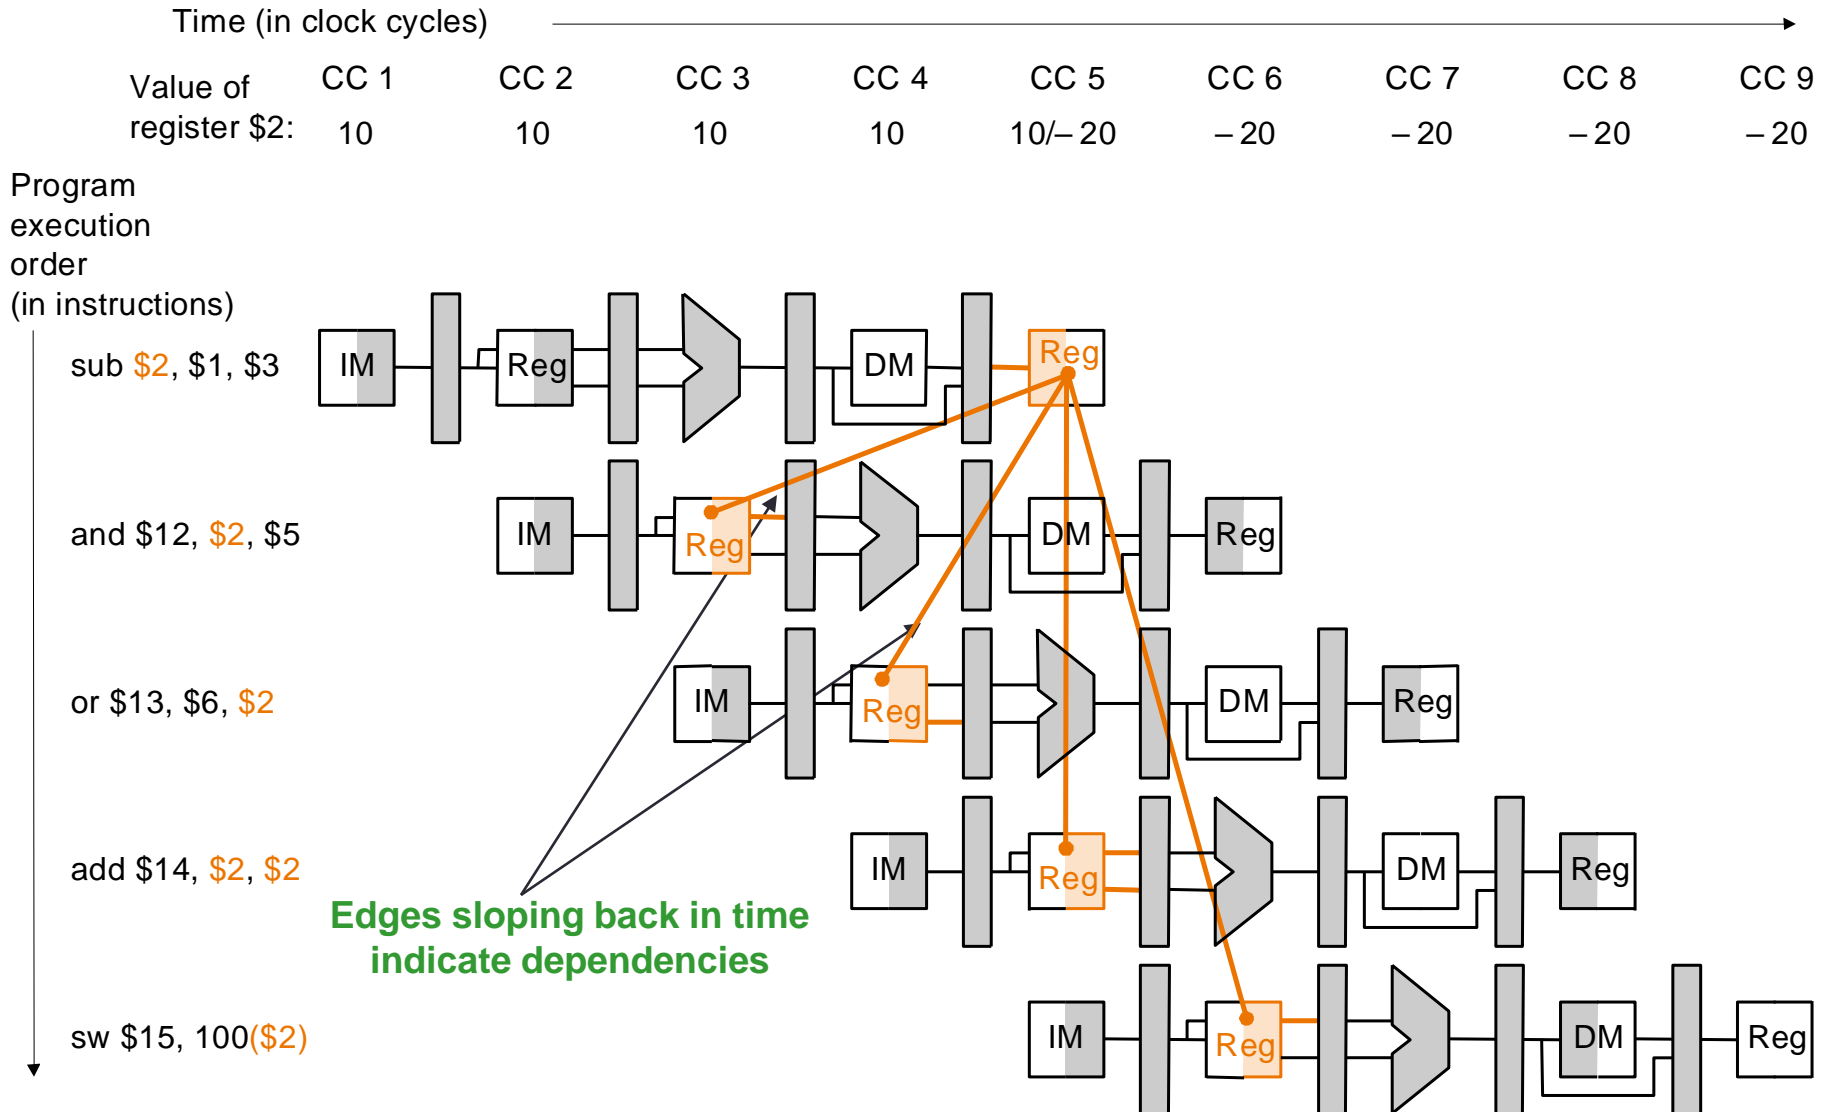 Time (in clock cycles)
Value of register $2:
CC 1 CC 2 CC 3 CC 4 CC 5 CC 6 CC 7 CC 8 CC 9
10 10 10 10 10/– 20 – 20 – 20 – 20 – 20
Program
execution
order
(in instructions)
sub $2, $1, $3 IM Reg DM Reg
and $12, $2, $5 IM Reg DM Reg
or $13, $6, $2 IM Reg DM Reg
add $14, $2, $2 IM Reg DM Reg
Edges sloping back in time
indicate dependencies
sw $15, 100($2) IM Reg DM Reg